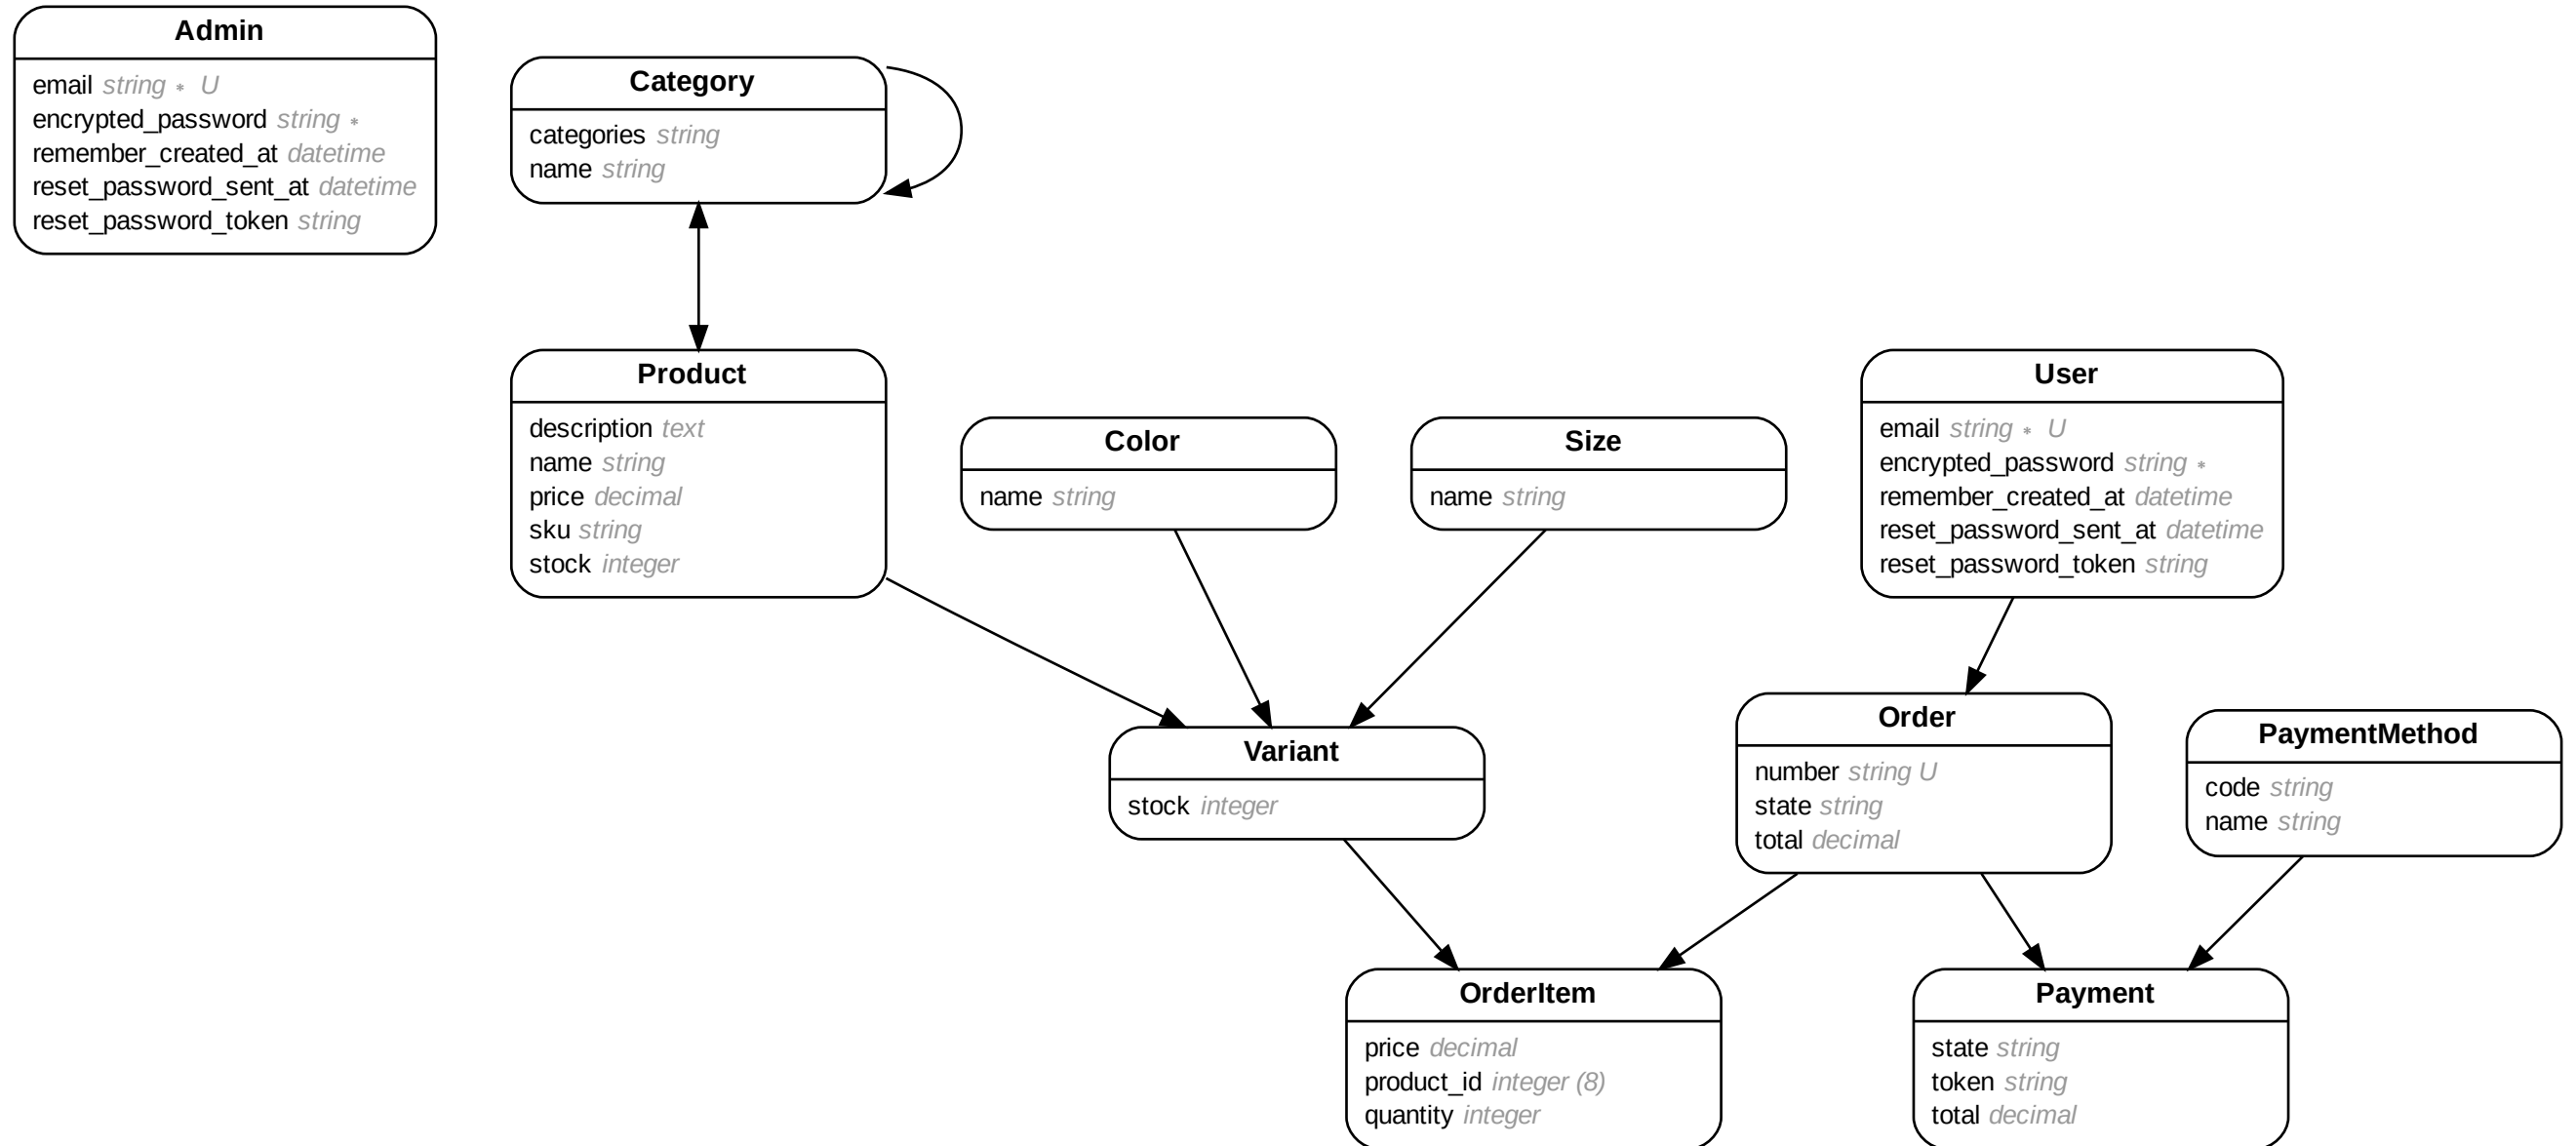 Admin
email string * U
encrypted_password string *
remember_created_at datetime
reset_password_sent_at datetime
reset_password_token string
Category
categories string
name string
Product
description text
name string
price decimal
sku string
stock integer
Color
name string
Size
name string
User
email string * U
encrypted_password string *
remember_created_at datetime
reset_password_sent_at datetime
reset_password_token string
Variant
stock integer
Order
number string U
state string
total decimal
PaymentMethod
code string
name string
OrderItem
price decimal
product_id integer (8)
quantity integer
Payment
state string
token string
total decimal